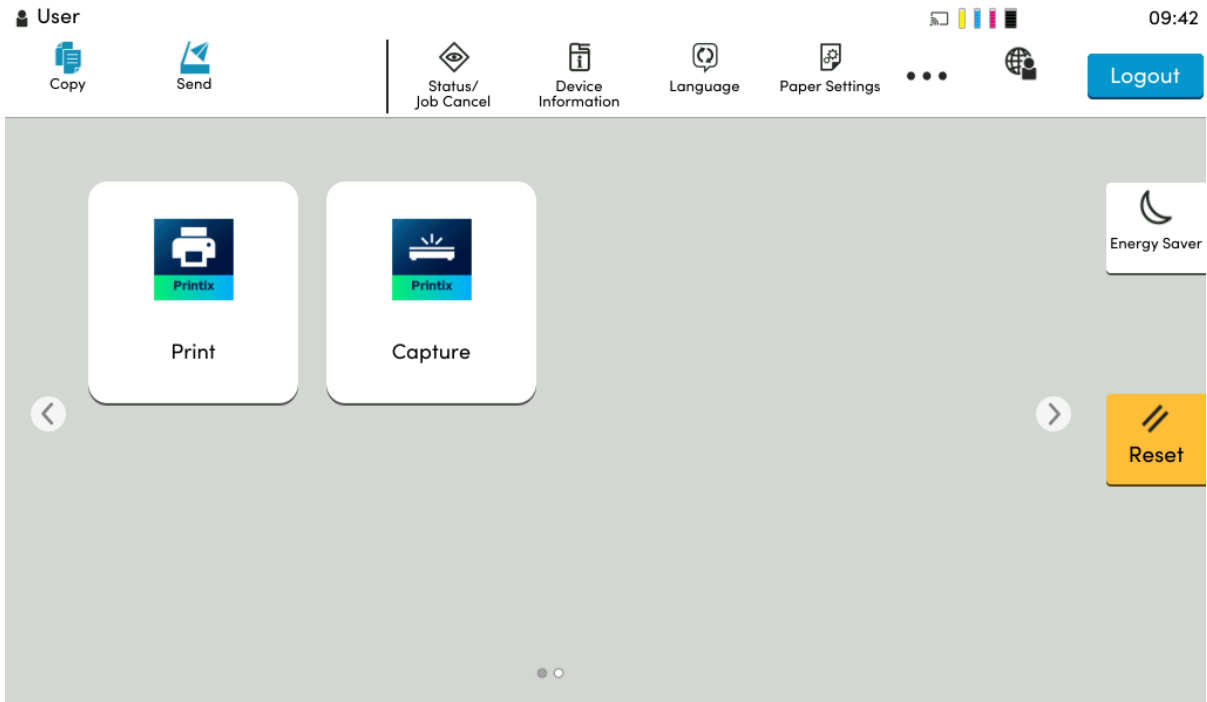 User
09:42
Copy
Send
Status/
Job Cancel
Device
Information
Language
Paper Settings
Logout
Printix
Print
Printix
Capture
Energy Saver
Reset